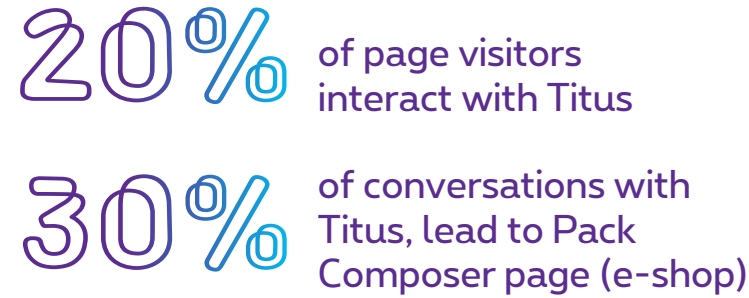 20% of page visitors
interact with Titus
30% of conversations with
Titus, lead to Pack
Composer page (e-shop)